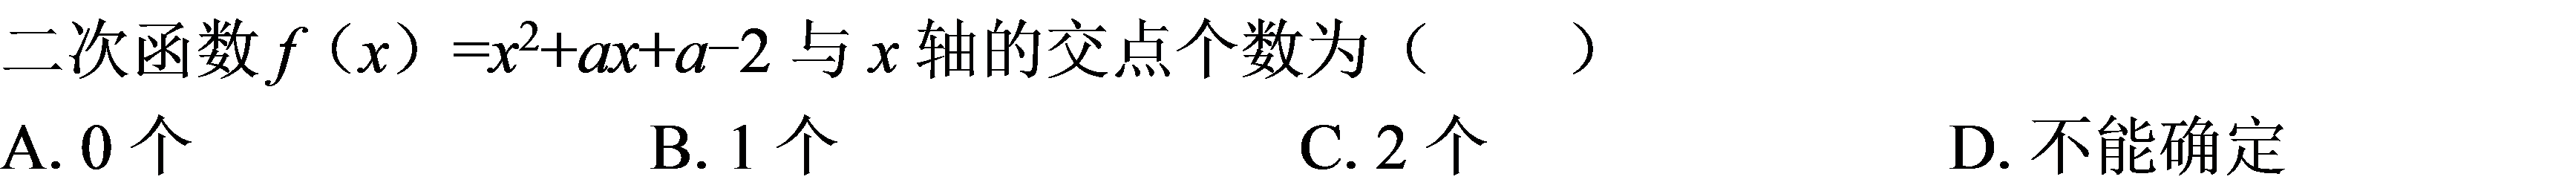 二次函数 f（x）=x²+ax+a−2 与 x 轴的交点个数为（ ）
A. 0 个 B. 1 个 C. 2 个 D. 不能确定